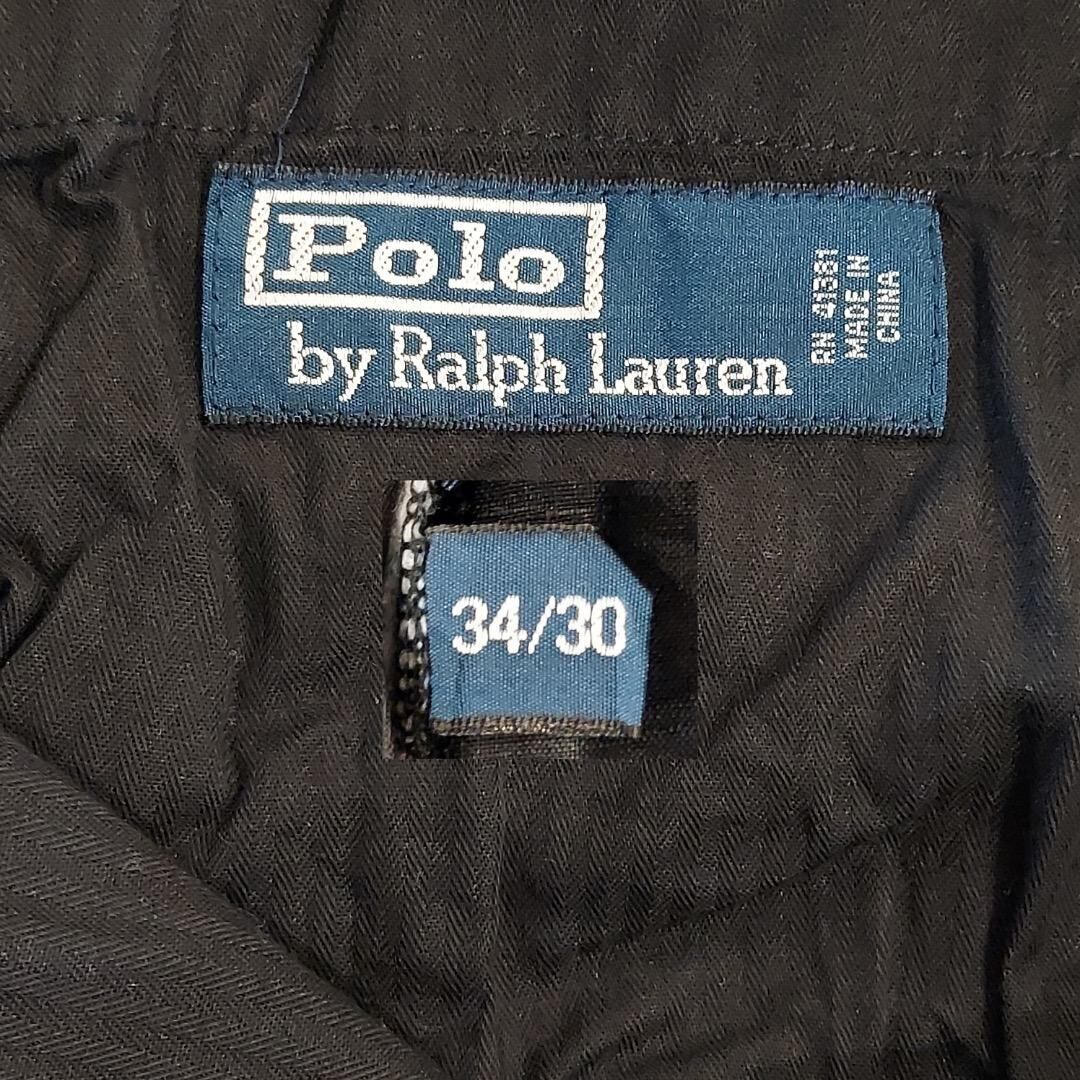 Polo
by Ralph Lauren
RN 41381
MADE IN
CHINA
34/30